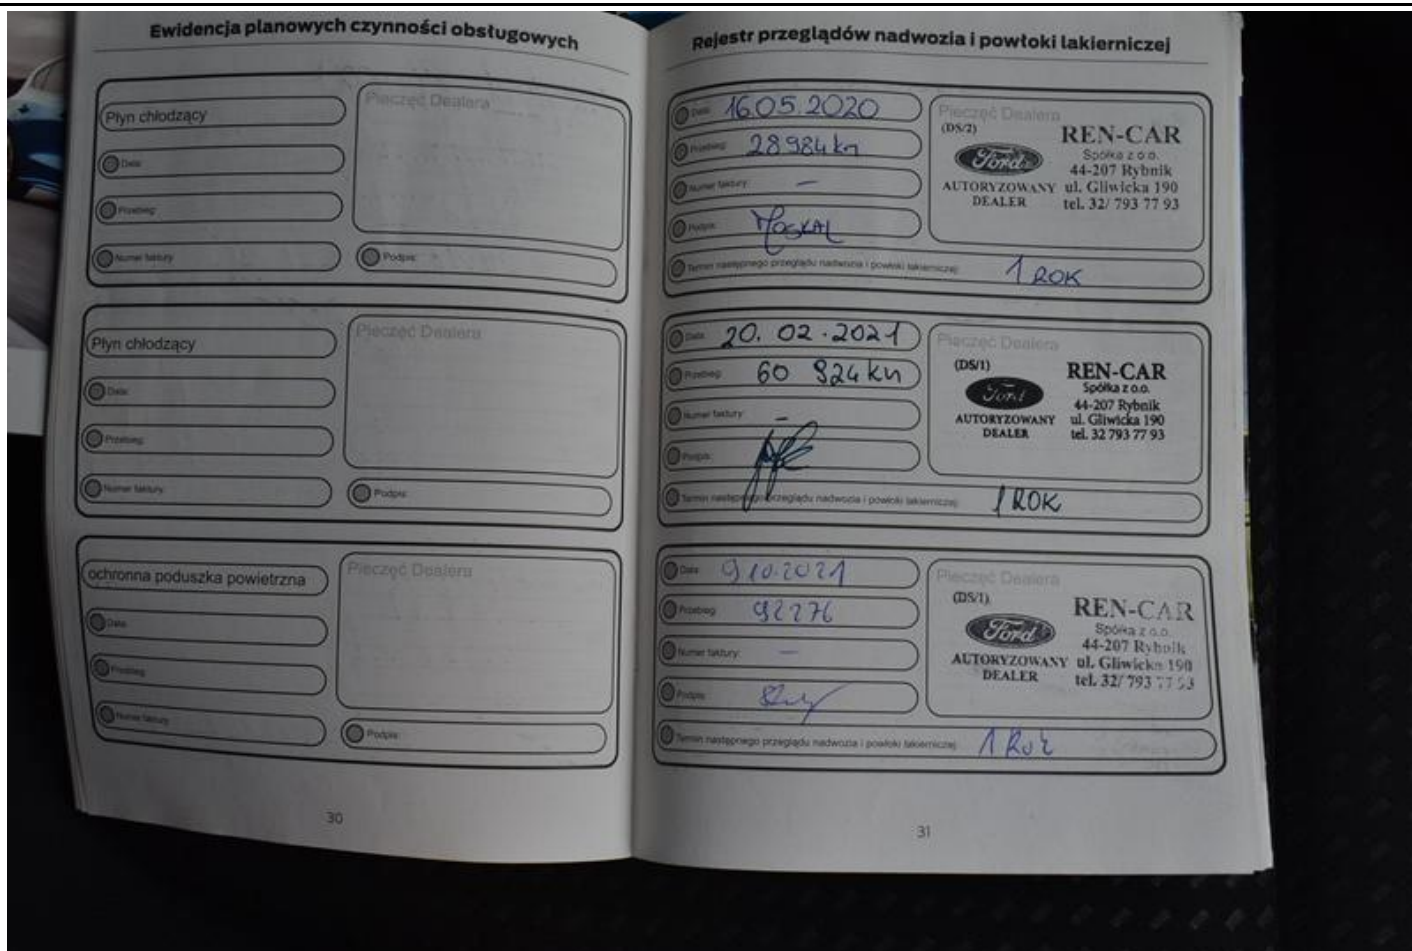 Ewidencja planowych czynności obsługowych
Płyn chłodzący
Pieczęć Dealera
Data:
Przebieg:
Numer faktury:
Podpis:
Płyn chłodzący
Pieczęć Dealera
Data:
Przebieg:
Numer faktury:
Podpis:
ochronna poduszka powietrzna
Pieczęć Dealera
Data:
Przebieg:
Numer faktury:
Podpis:
30
Rejestr przeglądów nadwozia i powłoki lakierniczej
Data: 16.05.2020
Przebieg: 28984 km
Numer faktury: –
Podpis: MOSKAL
Pieczęć Dealera
(DS/2)
REN-CAR
Spółka z o.o.
Ford
44-207 Rybnik
AUTORYZOWANY ul. Gliwicka 190
DEALER tel. 32/ 793 77 93
Termin następnego przeglądu nadwozia i powłoki lakierniczej: 1 ROK
Data: 20.02.2021
Przebieg: 60 924 km
Numer faktury: –
Podpis:
Pieczęć Dealera
(DS/1)
REN-CAR
Spółka z o.o.
Ford
44-207 Rybnik
AUTORYZOWANY ul. Gliwicka 190
DEALER tel. 32 793 77 93
Termin następnego przeglądu nadwozia i powłoki lakierniczej: 1 ROK
Data: 9.10.2021
Przebieg: 92276
Numer faktury: –
Podpis:
Pieczęć Dealera
(DS/1)
REN-CAR
Spółka z o.o.
Ford
44-207 Rybnik
AUTORYZOWANY ul. Gliwicka 190
DEALER tel. 32/ 793 77 93
Termin następnego przeglądu nadwozia i powłoki lakierniczej: 1 Rok
31